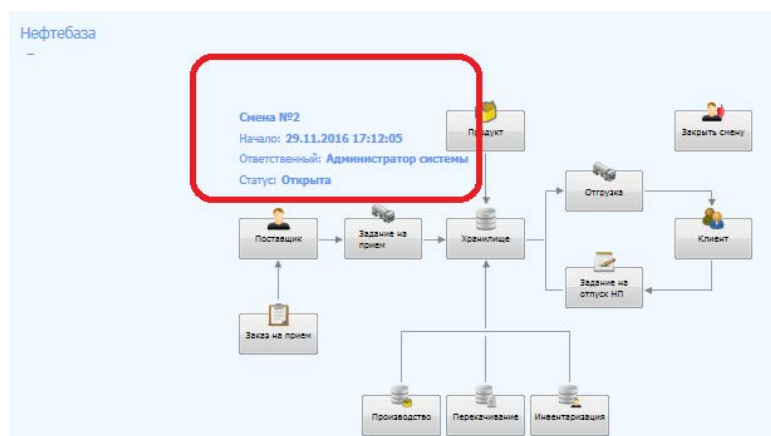 Нефтебаза
Смена №2
Начало: 29.11.2016 17:12:05
Ответственный: Администратор системы
Статус: Открыта
Продукт
Закрыть смену
Отгрузка
Поставщик
Задание на
прием
Хранилище
Клиент
Задание на
отпуск НП
Заказ на прием
Производство
Перекачивание
Инвентаризация